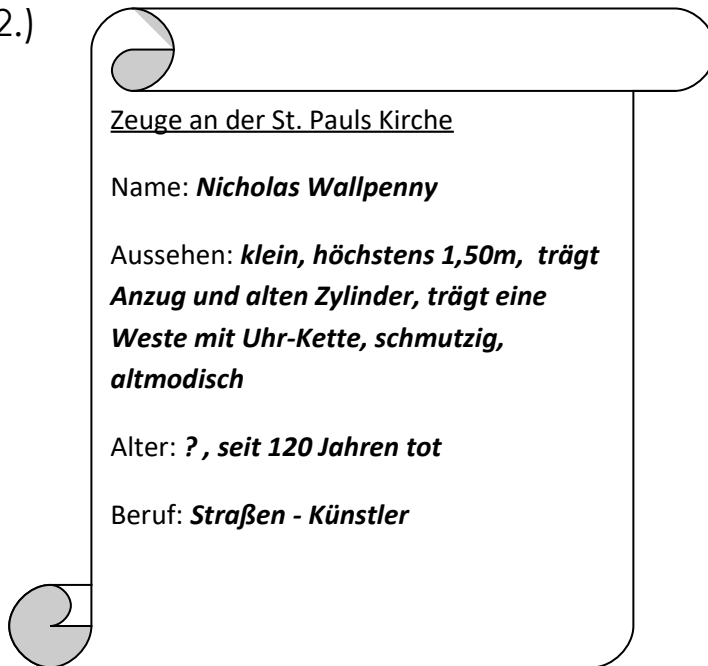 2.)
Zeuge an der St. Pauls Kirche
Name: Nicholas Wallpenny
Aussehen: klein, höchstens 1,50m, trägt
Anzug und alten Zylinder, trägt eine
Weste mit Uhr-Kette, schmutzig,
altmodisch
Alter: ? , seit 120 Jahren tot
Beruf: Straßen - Künstler